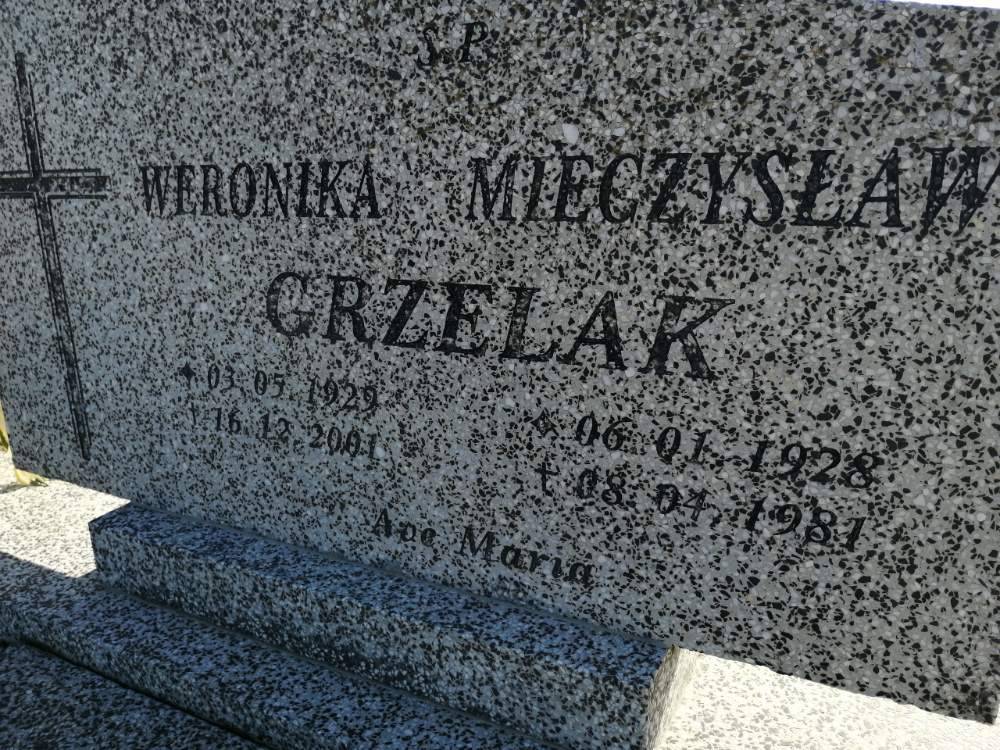 Ś.P.
WERONIKA MIECZYSŁAW
GRZELAK
* 03.05.1929
† 16.12.2001
* 06.01.1928
† 08.04.1981
Ave Maria